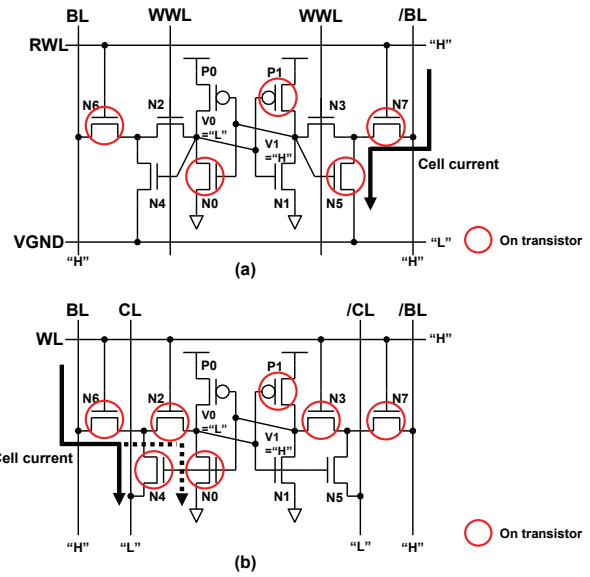 BL WWL WWL /BL
RWL "H"
P0 P1
N6 N2 N3 N7
V0 ="L"
V1 ="H"
Cell current
N4 N0 N1 N5
VGND "L"
On transistor
"H" "H"
(a)
BL CL /CL /BL
WL "H"
P0 P1
N6 N2 N3 N7
V0 ="L"
V1 ="H"
Cell current
N4 N0 N1 N5
On transistor
"H" "L" "L" "H"
(b)